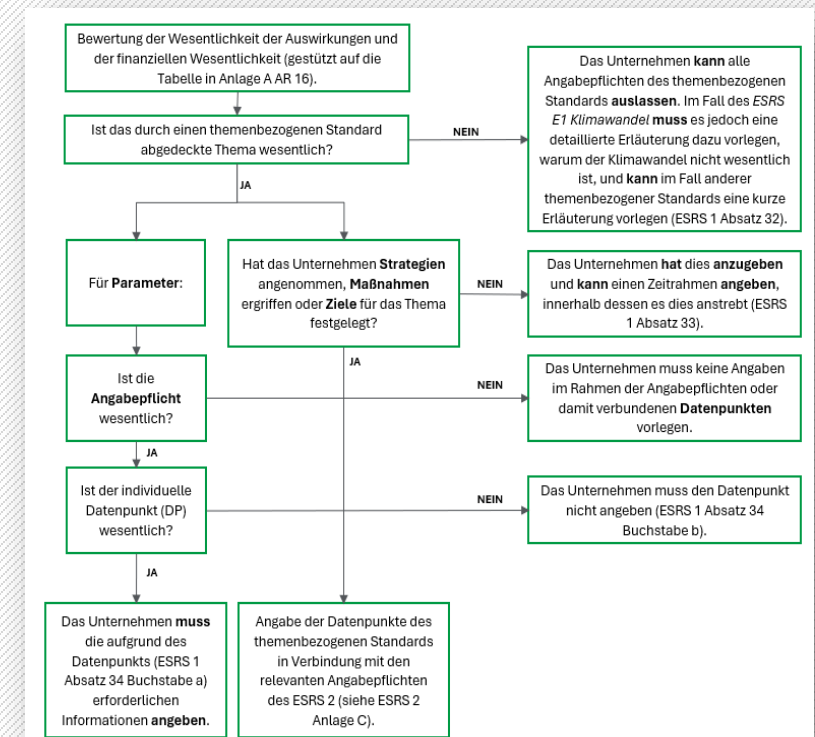 Bewertung der Wesentlichkeit der Auswirkungen und
der finanziellen Wesentlichkeit (gestützt auf die
Tabelle in Anlage A AR 16).
Ist das durch einen themenbezogenen Standard
abgedeckte Thema wesentlich?
NEIN
Das Unternehmen kann alle
Angabepflichten des themenbezogenen
Standards auslassen. Im Fall des ESRS
E1 Klimawandel muss es jedoch eine
detaillierte Erläuterung dazu vorlegen,
warum der Klimawandel nicht wesentlich
ist, und kann im Fall anderer
themenbezogener Standards eine kurze
Erläuterung vorlegen (ESRS 1 Absatz 32).
JA
Für Parameter:
Hat das Unternehmen Strategien
angenommen, Maßnahmen
ergriffen oder Ziele für das Thema
festgelegt?
NEIN
Das Unternehmen hat dies anzugeben
und kann einen Zeitrahmen angeben,
innerhalb dessen es dies anstrebt (ESRS
1 Absatz 33).
JA
Ist die
Angabepflicht
wesentlich?
NEIN
Das Unternehmen muss keine Angaben
im Rahmen der Angabepflichten oder
damit verbundenen Datenpunkten
vorlegen.
JA
Ist der individuelle
Datenpunkt (DP)
wesentlich?
NEIN
Das Unternehmen muss den Datenpunkt
nicht angeben (ESRS 1 Absatz 34
Buchstabe b).
JA
Das Unternehmen muss
die aufgrund des
Datenpunkts (ESRS 1
Absatz 34 Buchstabe a)
erforderlichen
Informationen angeben.
Angabe der Datenpunkte des
themenbezogenen Standards
in Verbindung mit den
relevanten Angabepflichten
des ESRS 2 (siehe ESRS 2
Anlage C).